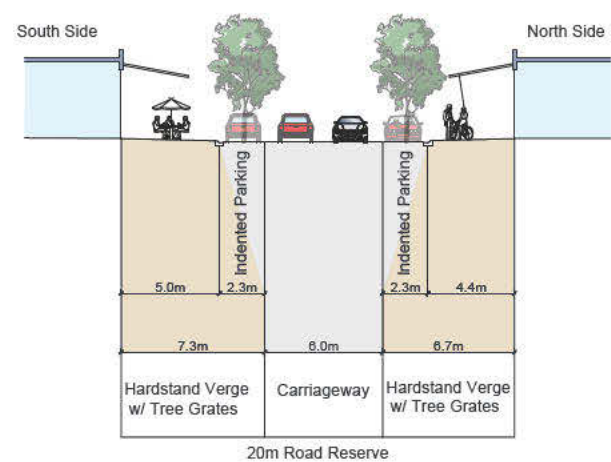 South Side
North Side
Indented Parking
Indented Parking
5.0m
2.3m
2.3m
4.4m
7.3m
6.0m
6.7m
Hardstand Verge
w/ Tree Grates
Carriageway
Hardstand Verge
w/ Tree Grates
20m Road Reserve